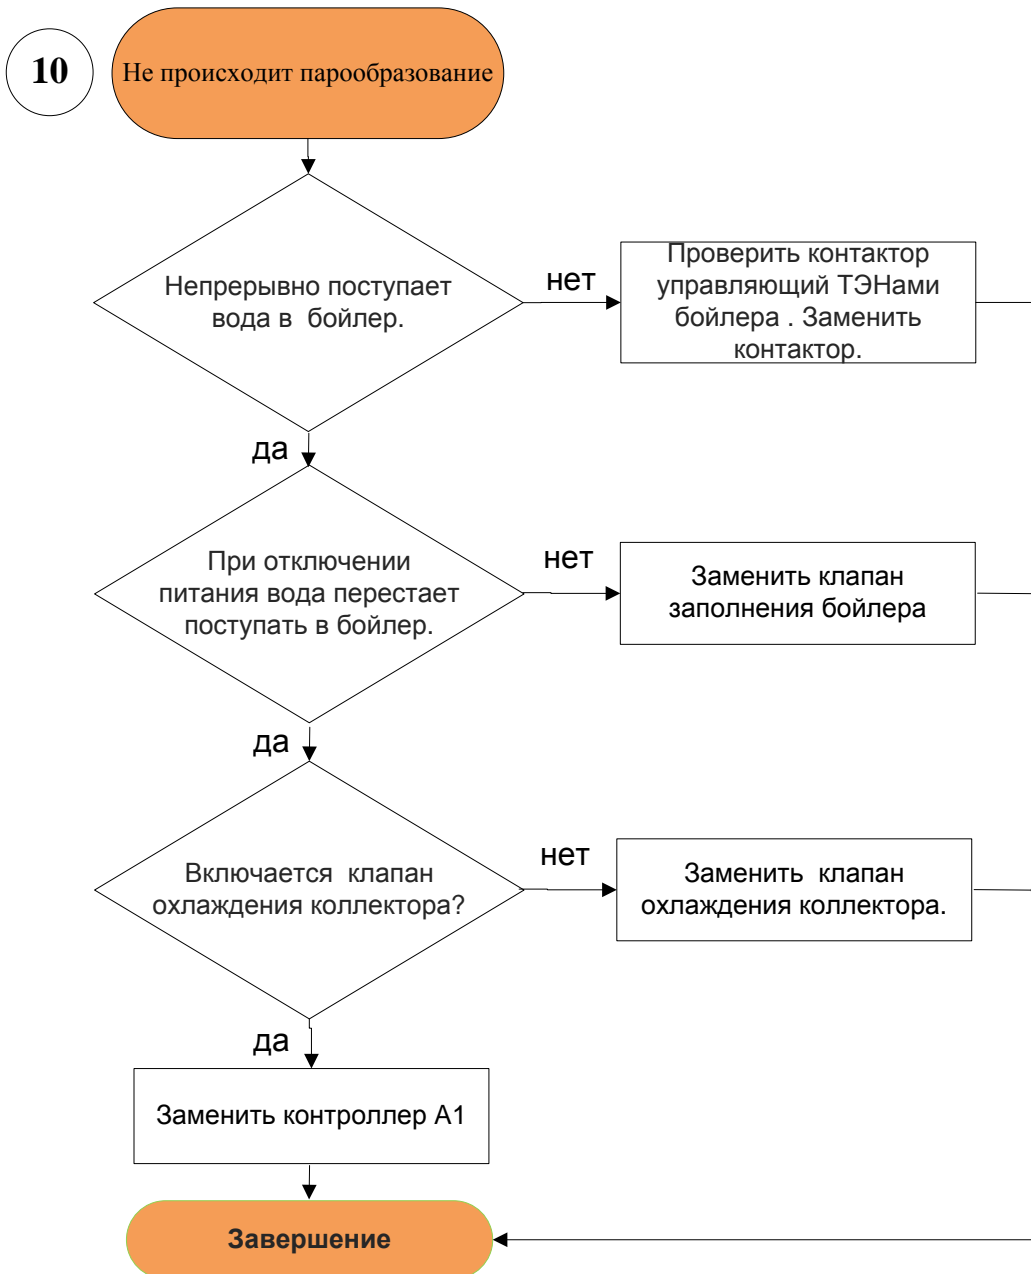 10
Не происходит парообразование
Непрерывно поступает
вода в бойлер.
нет
Проверить контактор
управляющий ТЭНами
бойлера . Заменить
контактор.
да
При отключении
питания вода перестает
поступать в бойлер.
нет
Заменить клапан
заполнения бойлера
да
Включается клапан
охлаждения коллектора?
нет
Заменить клапан
охлаждения коллектора.
да
Заменить контроллер А1
Завершение